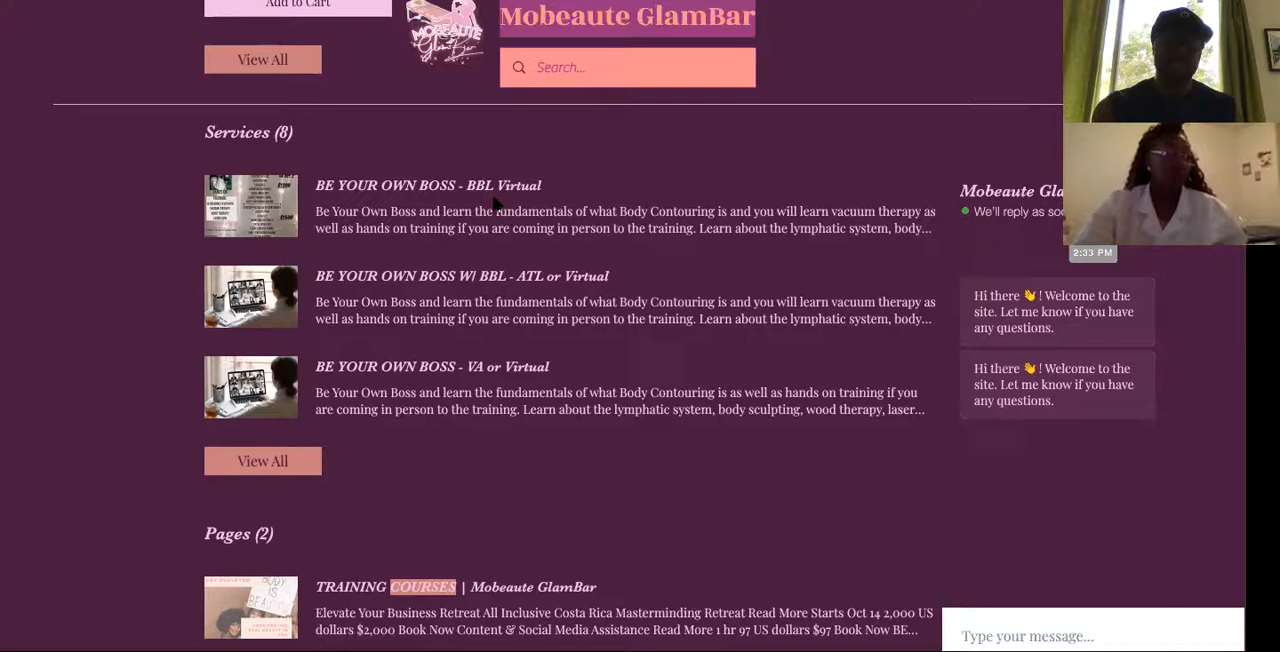 Add to Cart
View All
MOBEAUTE
GlamBar
Mobeaute GlamBar
Search...
Services (8)
BE YOUR OWN BOSS - BBL Virtual
Be Your Own Boss and learn the fundamentals of what Body Contouring is and you will learn vacuum therapy as
well as hands on training if you are coming in person to the training. Learn about the lymphatic system, body...
BE YOUR OWN BOSS W/ BBL - ATL or Virtual
Be Your Own Boss and learn the fundamentals of what Body Contouring is and you will learn vacuum therapy as
well as hands on training if you are coming in person to the training. Learn about the lymphatic system, body...
BE YOUR OWN BOSS - VA or Virtual
Be Your Own Boss and learn the fundamentals of what Body Contouring is as well as hands on training if you
are coming in person to the training. Learn about the lymphatic system, body sculpting, wood therapy, laser...
View All
Pages (2)
BODY
IS
TRAINING COURSES | Mobeaute GlamBar
Elevate Your Business Retreat All Inclusive Costa Rica Masterminding Retreat Read More Starts Oct 14 2,000 US
dollars $2,000 Book Now Content & Social Media Assistance Read More 1 hr 97 US dollars $97 Book Now BE...
Mobeaute Gla
We'll reply as soo
2:33 PM
Hi there 👋 ! Welcome to the
site. Let me know if you have
any questions.
Hi there 👋 ! Welcome to the
site. Let me know if you have
any questions.
Type your message...